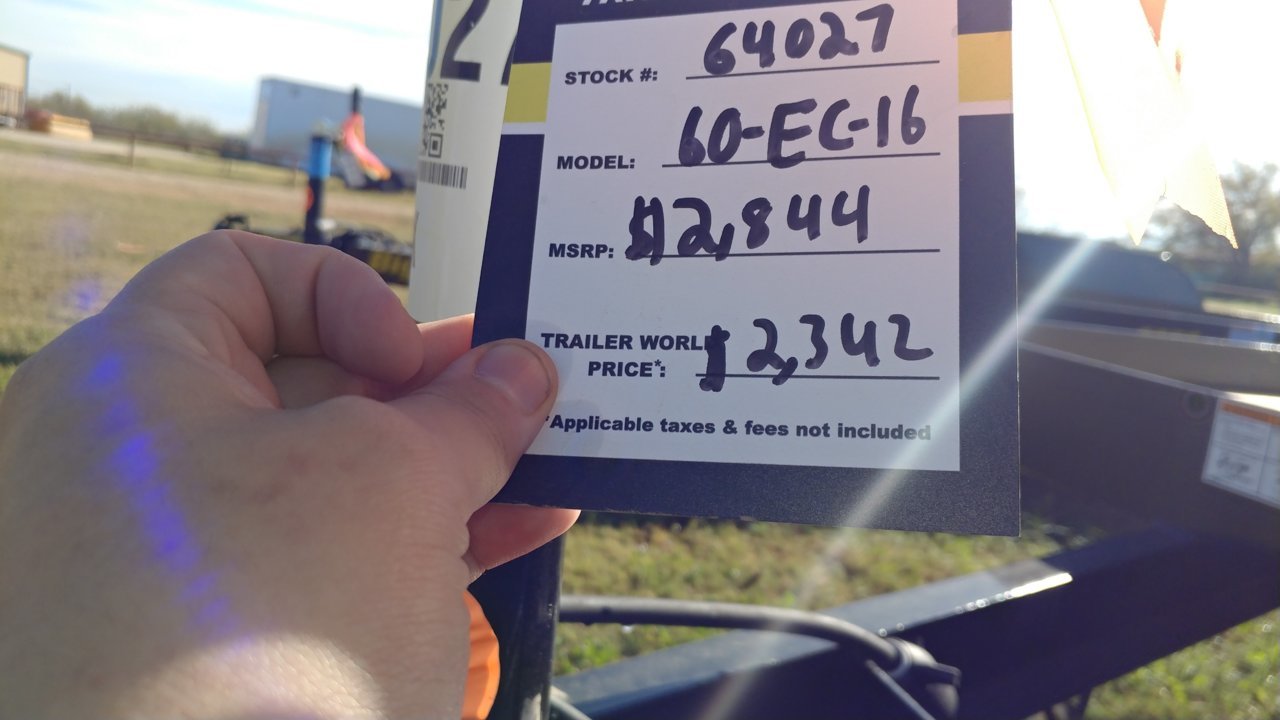 STOCK #: 64027
MODEL: 60-EC-16
MSRP: $2,844
TRAILER WORLD $2,342
PRICE*:
*Applicable taxes & fees not included